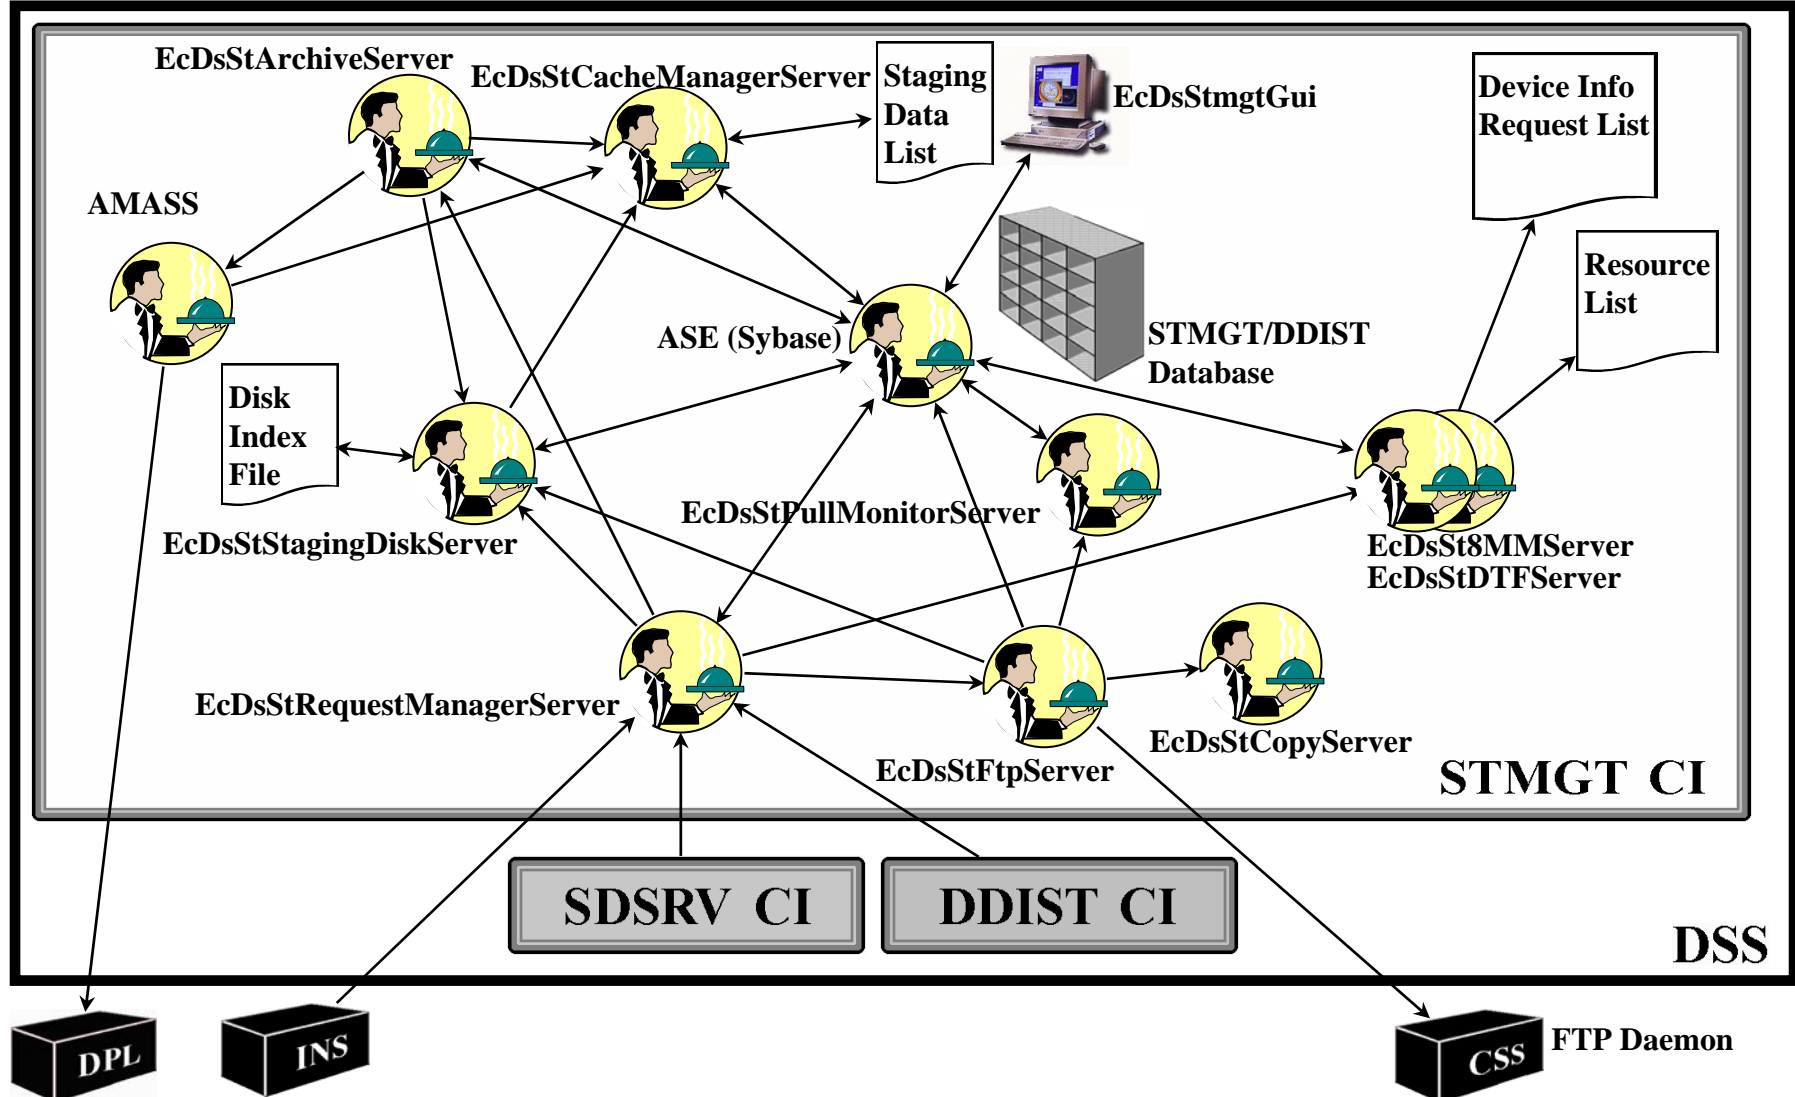 EcDsStArchiveServer
EcDsStCacheManagerServer
Staging
Data
List
EcDsStmgtGui
Device Info
Request List
AMASS
Resource
List
ASE (Sybase)
STMGT/DDIST
Database
Disk
Index
File
EcDsStPullMonitorServer
EcDsStStagingDiskServer
EcDsSt8MMServer
EcDsStDTFServer
EcDsStRequestManagerServer
EcDsStCopyServer
EcDsStFtpServer
STMGT CI
SDSRV CI
DDIST CI
DSS
DPL
INS
CSS
FTP Daemon